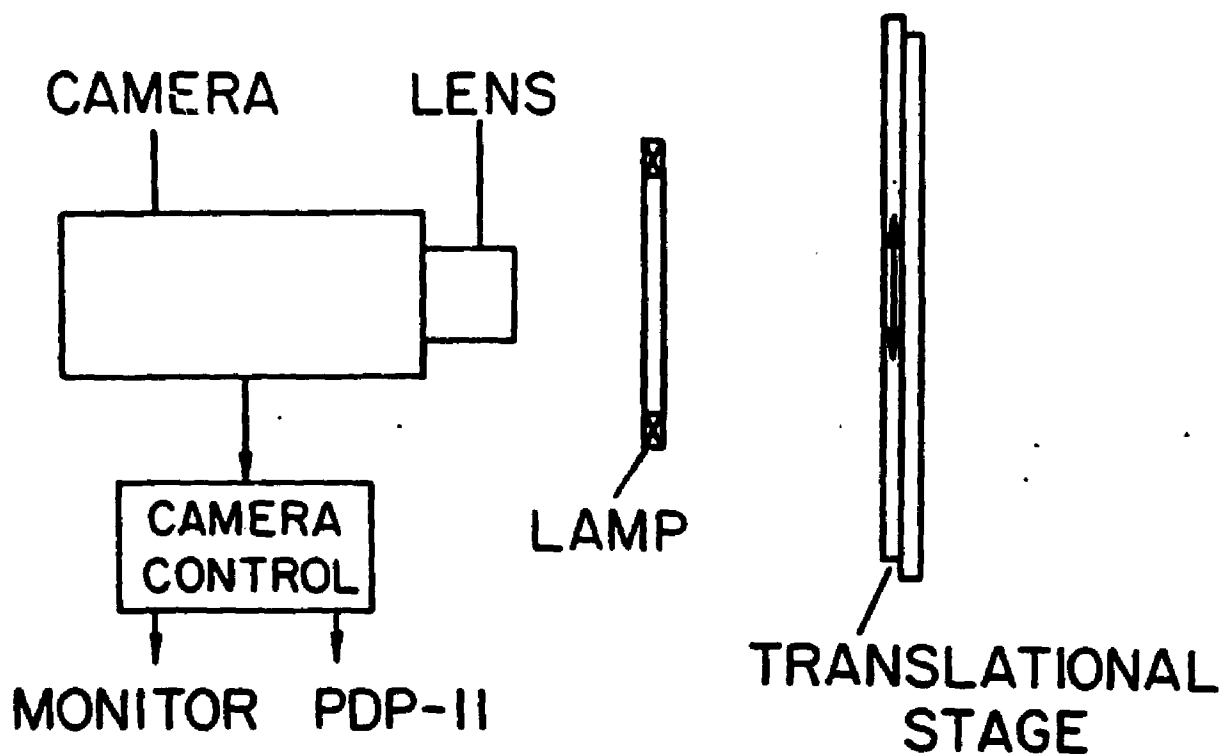 CAMERA
LENS
CAMERA
CONTROL
LAMP
MONITOR
PDP-11
TRANSLATIONAL
STAGE